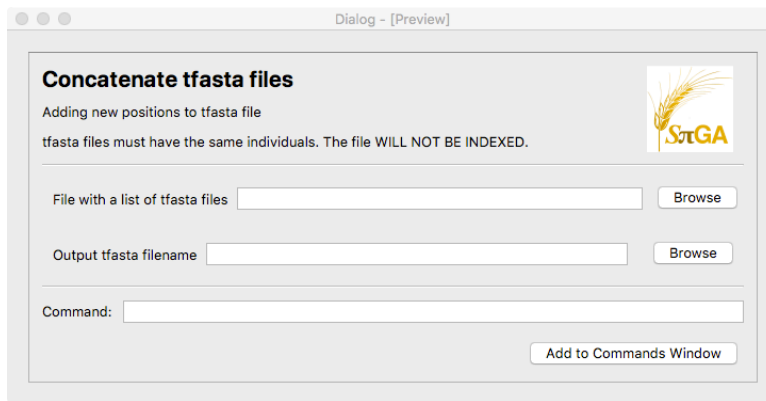 Dialog - [Preview]
Concatenate tfasta files
Adding new positions to tfasta file
tfasta files must have the same individuals. The file WILL NOT BE INDEXED.
SπGA
File with a list of tfasta files
Browse
Output tfasta filename
Browse
Command:
Add to Commands Window